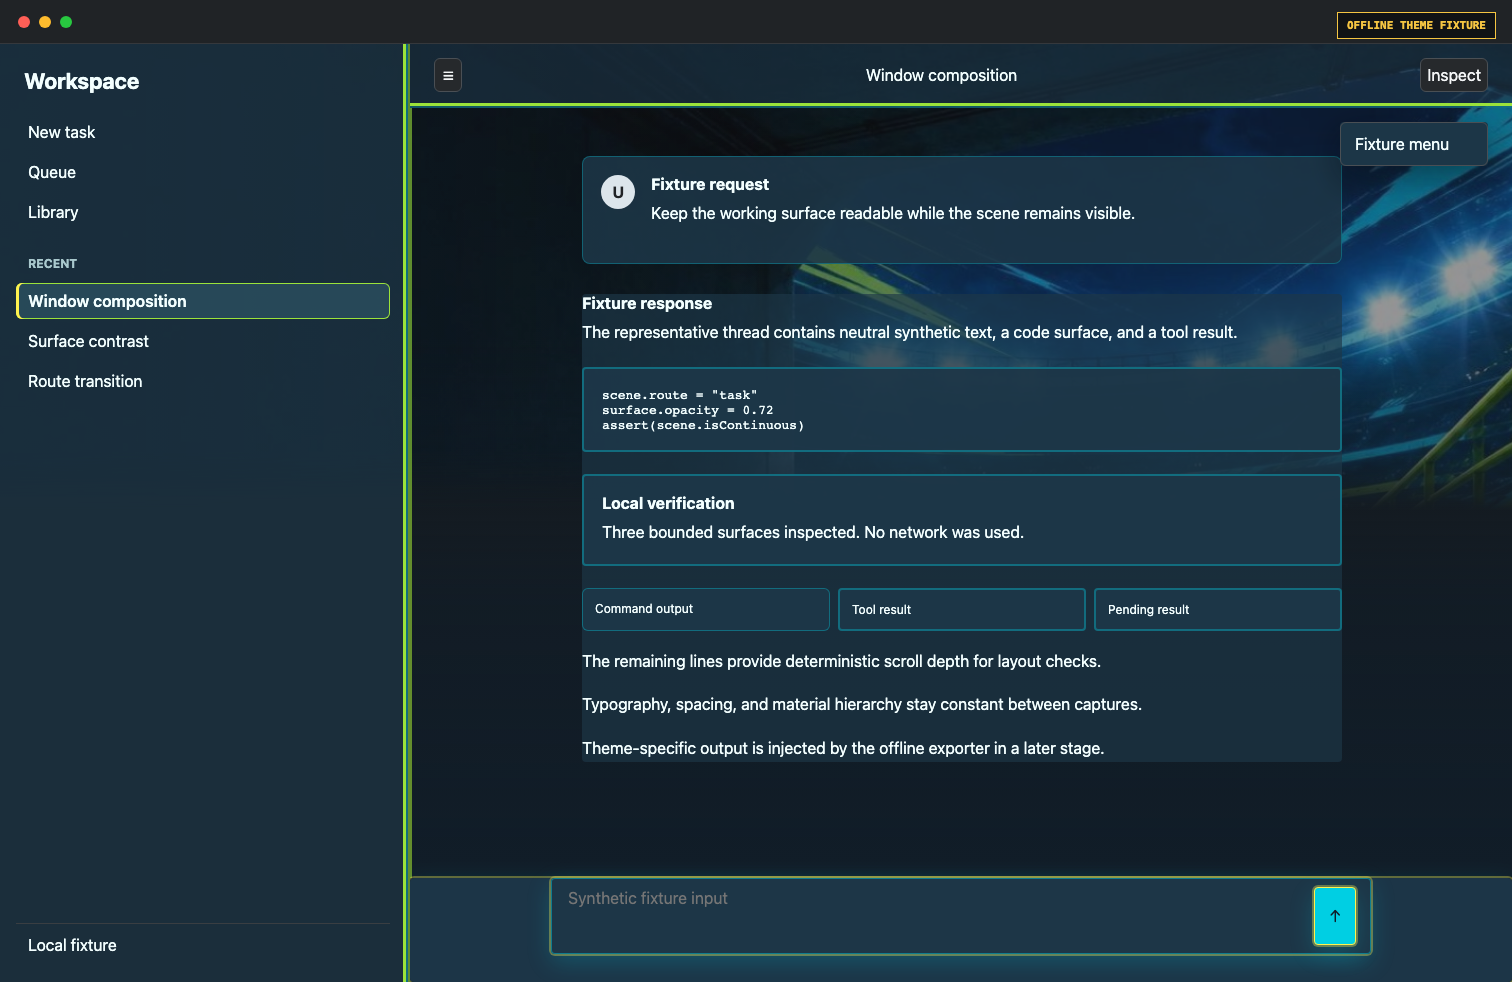 OFFLINE THEME FIXTURE
Workspace
New task
Queue
Library
RECENT
Window composition
Surface contrast
Route transition
Local fixture
Window composition
Inspect
Fixture menu
U
Fixture request
Keep the working surface readable while the scene remains visible.
Fixture response
The representative thread contains neutral synthetic text, a code surface, and a tool result.
scene.route = "task"
surface.opacity = 0.72
assert(scene.isContinuous)
Local verification
Three bounded surfaces inspected. No network was used.
Command output
Tool result
Pending result
The remaining lines provide deterministic scroll depth for layout checks.
Typography, spacing, and material hierarchy stay constant between captures.
Theme-specific output is injected by the offline exporter in a later stage.
Synthetic fixture input